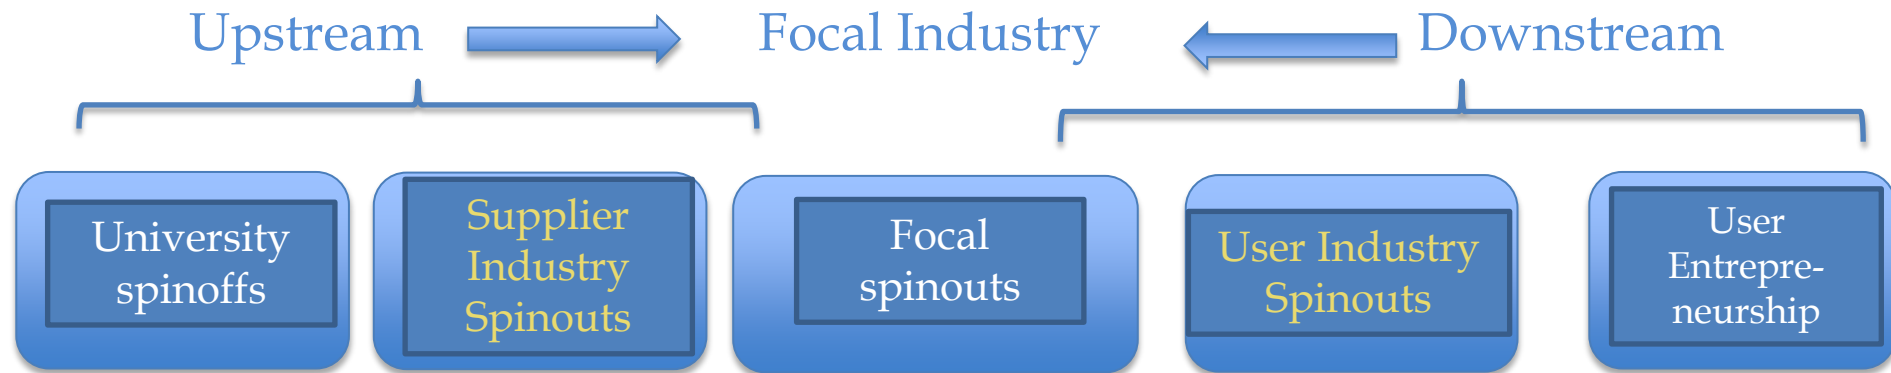 Upstream
Focal Industry
Downstream
University
spinoffs
Supplier
Industry
Spinouts
Focal
spinouts
User Industry
Spinouts
User
Entrepre-
neurship